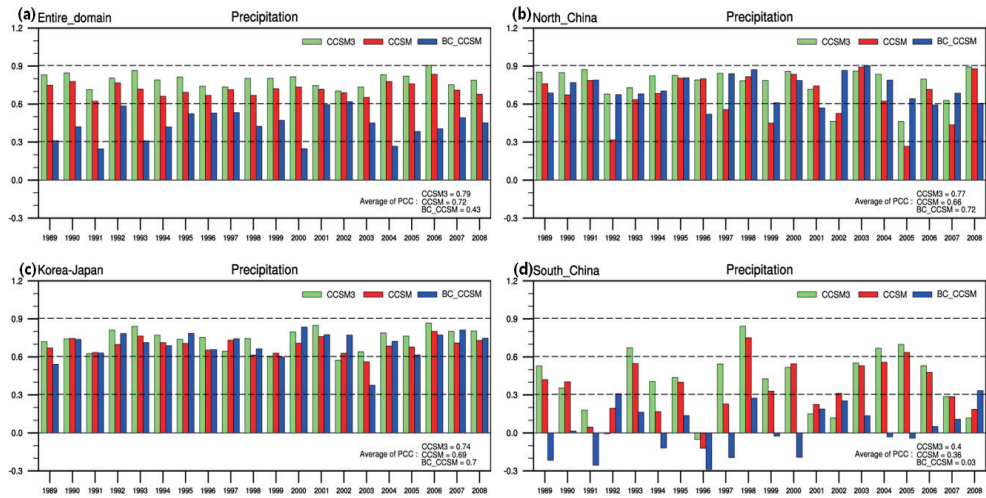 (a) Entire_domain Precipitation
CCSM3 CCSM BC_CCSM
1.2
0.9
0.6
0.3
0.0
-0.3
Average of PCC : CCSM3 = 0.79
CCSM = 0.72
BC_CCSM = 0.43
1989 1990 1991 1992 1993 1994 1995 1996 1997 1998 1999 2000 2001 2002 2003 2004 2005 2006 2007 2008
(b) North_China Precipitation
CCSM3 CCSM BC_CCSM
1.2
0.9
0.6
0.3
0.0
-0.3
Average of PCC : CCSM3 = 0.77
CCSM = 0.66
BC_CCSM = 0.72
1989 1990 1991 1992 1993 1994 1995 1996 1997 1998 1999 2000 2001 2002 2003 2004 2005 2006 2007 2008
(c) Korea-Japan Precipitation
CCSM3 CCSM BC_CCSM
1.2
0.9
0.6
0.3
0.0
-0.3
Average of PCC : CCSM3 = 0.74
CCSM = 0.69
BC_CCSM = 0.7
1989 1990 1991 1992 1993 1994 1995 1996 1997 1998 1999 2000 2001 2002 2003 2004 2005 2006 2007 2008
(d) South_China Precipitation
CCSM3 CCSM BC_CCSM
1.2
0.9
0.6
0.3
0.0
-0.3
Average of PCC : CCSM3 = 0.4
CCSM = 0.36
BC_CCSM = 0.03
1989 1990 1991 1992 1993 1994 1995 1996 1997 1998 1999 2000 2001 2002 2003 2004 2005 2006 2007 2008